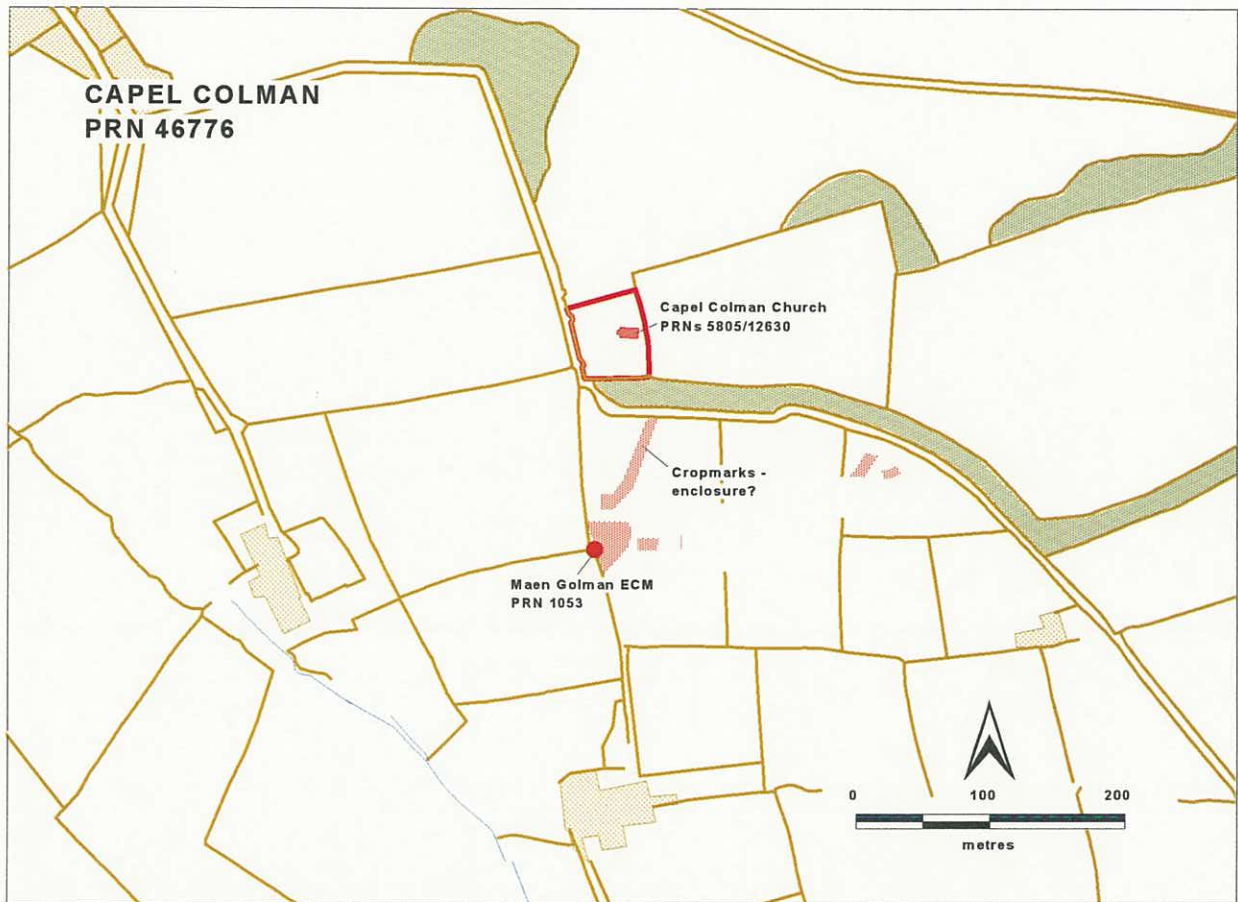 CAPEL COLMAN
PRN 46776
Capel Colman Church
PRNs 5805/12630
Cropmarks -
enclosure?
Maen Golman ECM
PRN 1053
0 100 200
metres